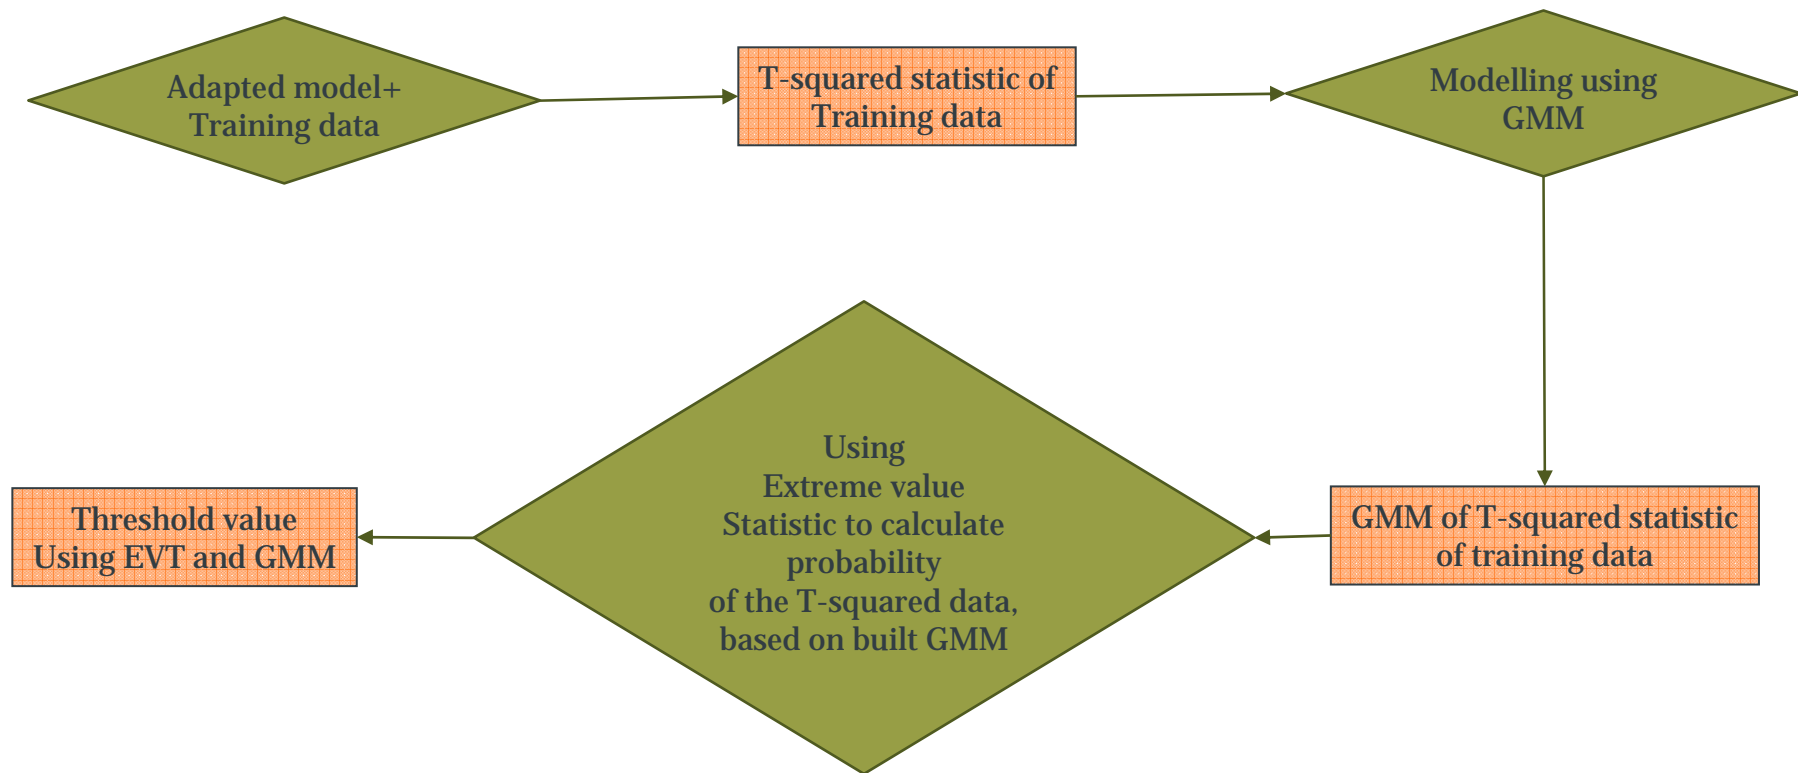 Adapted model+
Training data
T-squared statistic of
Training data
Modelling using
GMM
GMM of T-squared statistic
of training data
Using
Extreme value
Statistic to calculate
probability
of the T-squared data,
based on built GMM
Threshold value
Using EVT and GMM